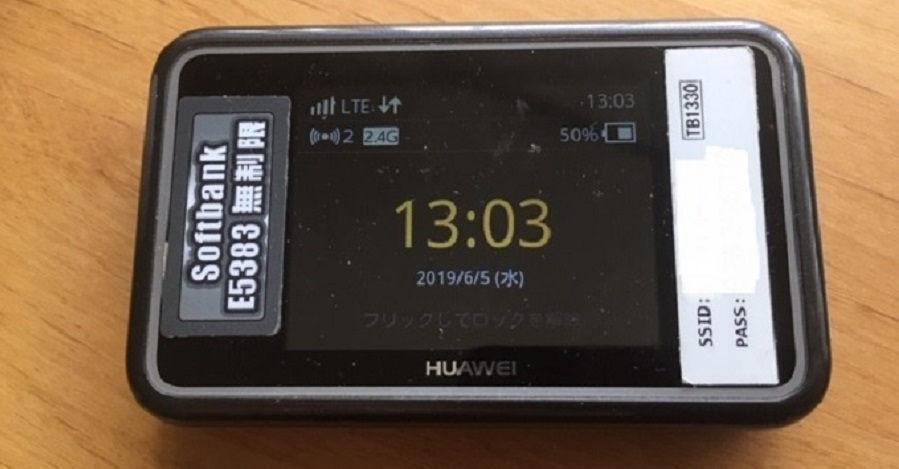 Softbank
E5383 無制限
LTE 13:03
2 2.4G 50%
13:03
2019/6/5 (水)
フリックしてロックを解除
HUAWEI
TB1330
SSID:
PASS: